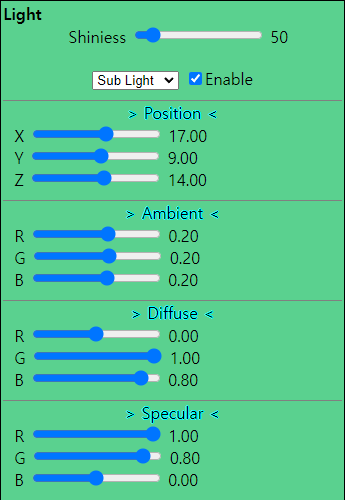 Light
Shiniess 50
Sub Light Enable
> Position <
X 17.00
Y 9.00
Z 14.00
> Ambient <
R 0.20
G 0.20
B 0.20
> Diffuse <
R 0.00
G 1.00
B 0.80
> Specular <
R 1.00
G 0.80
B 0.00